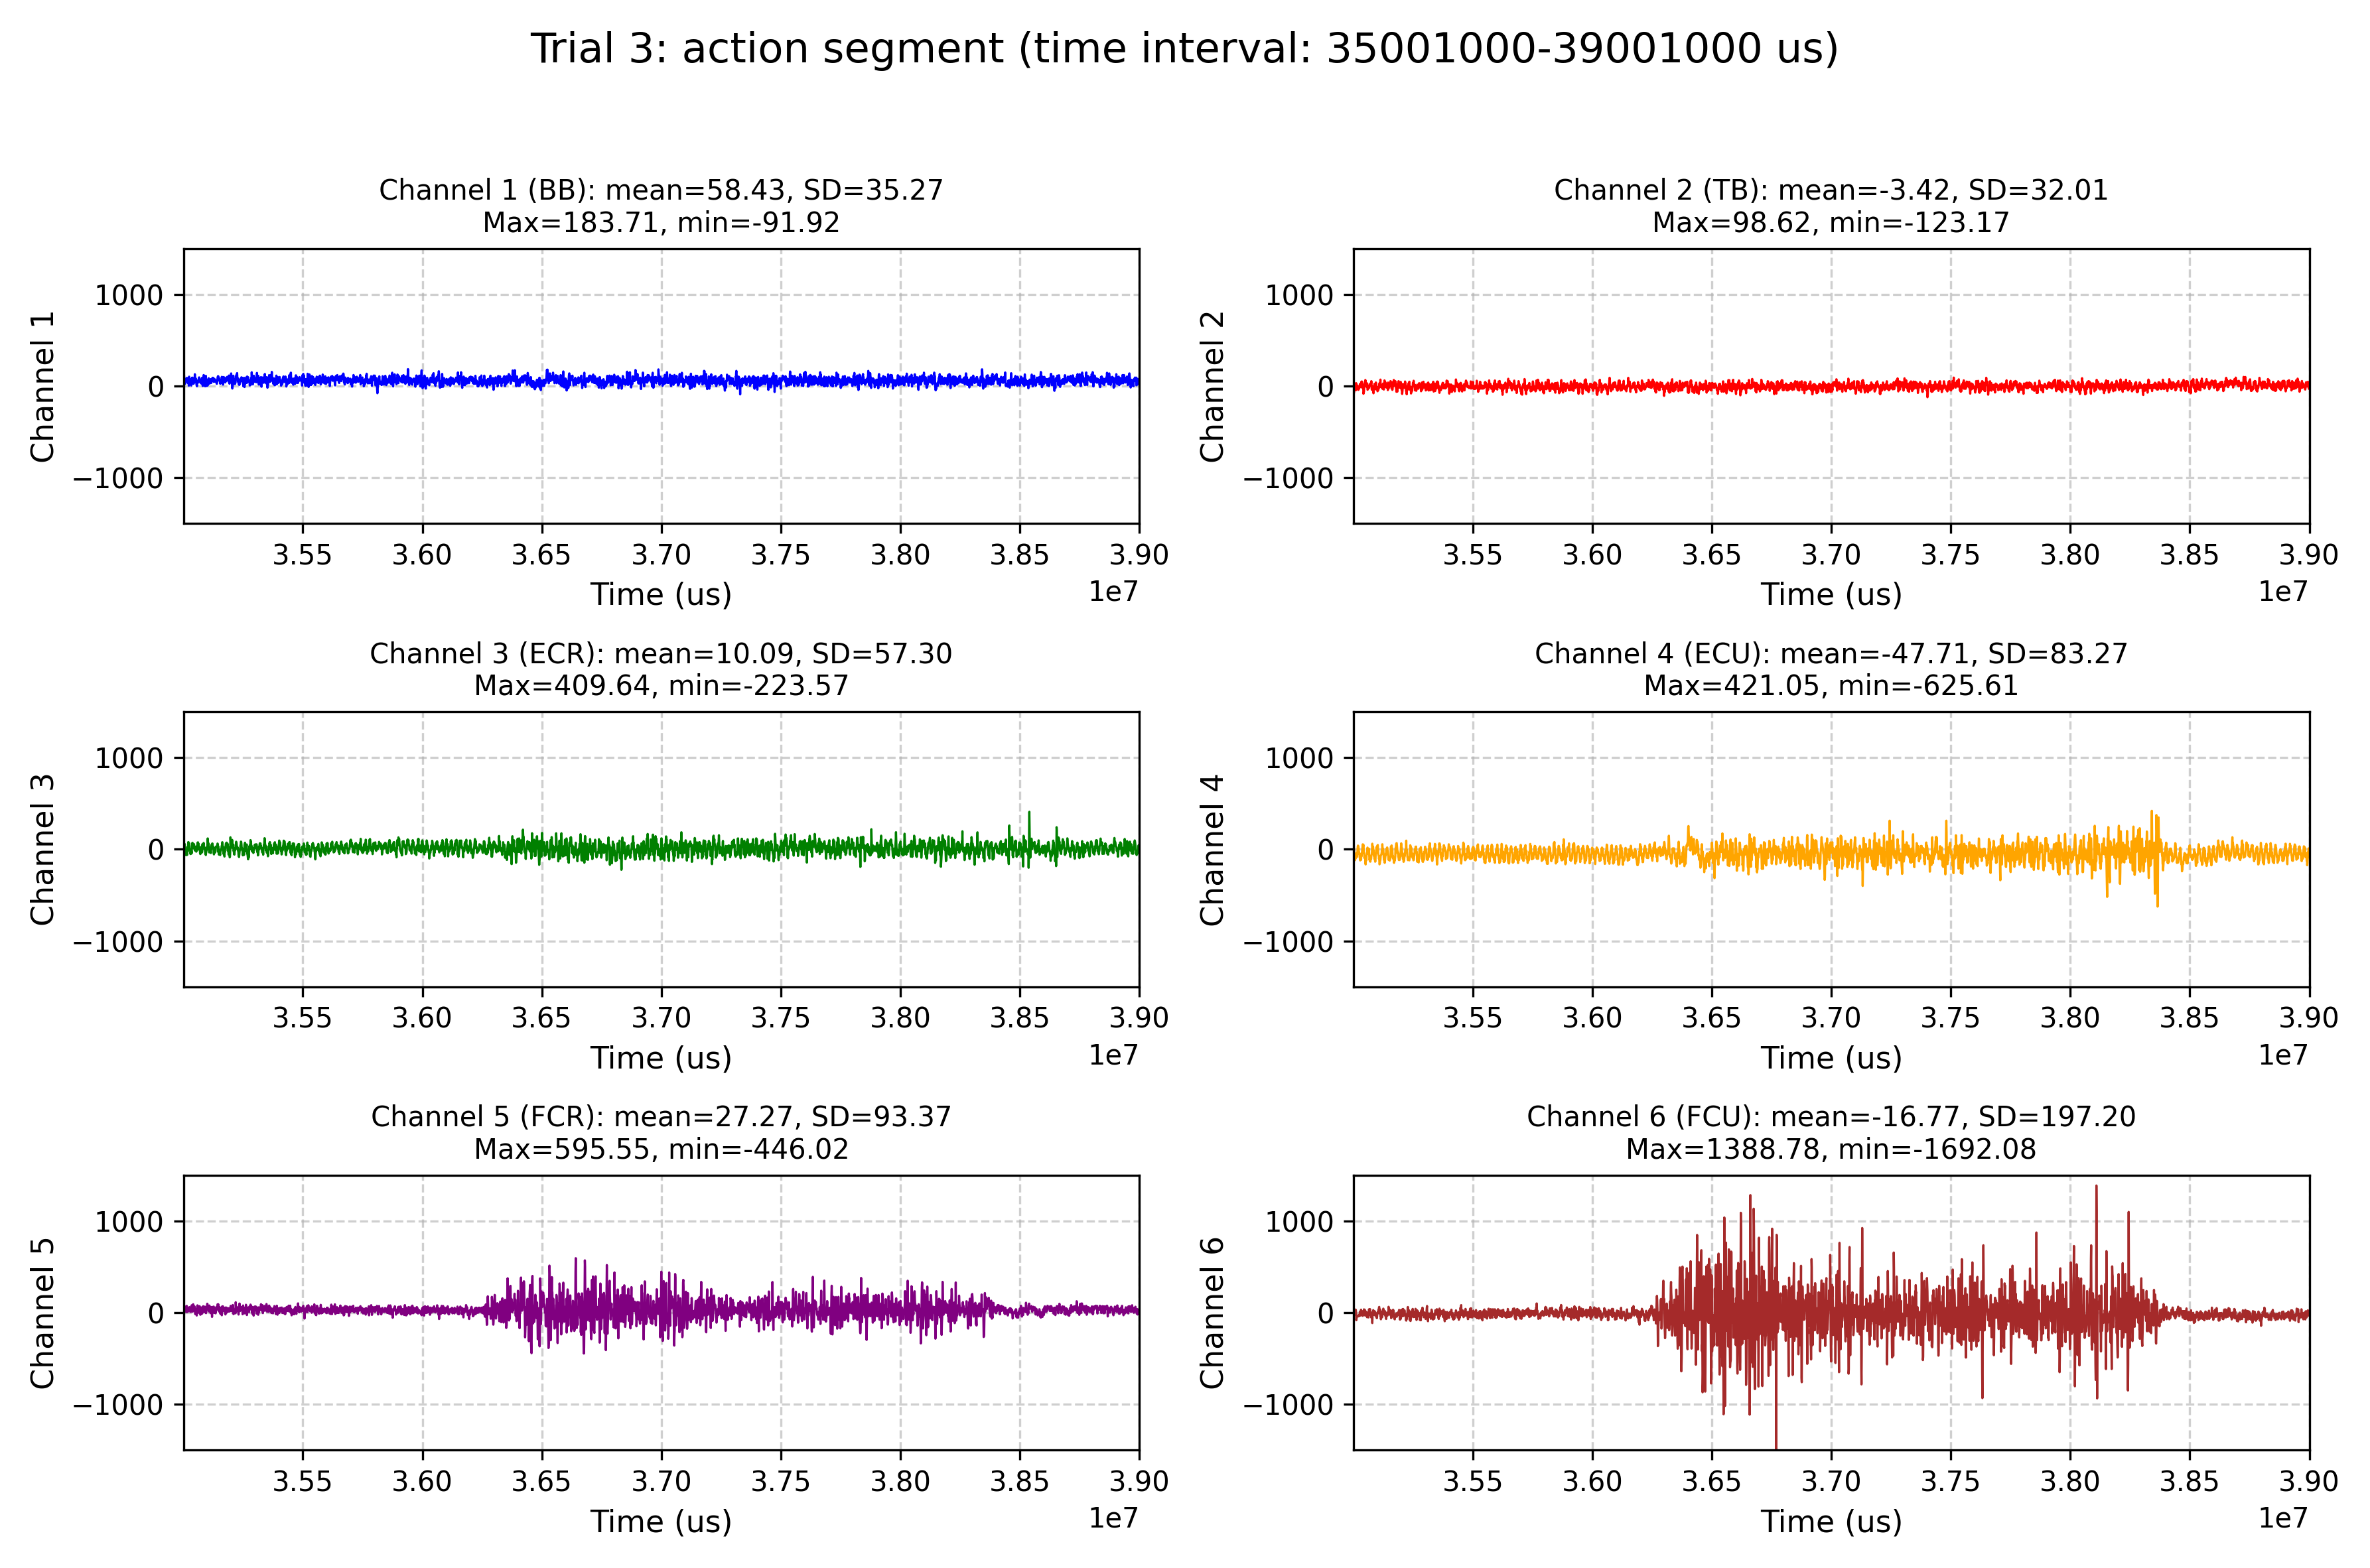 Trial 3: action segment (time interval: 35001000-39001000 us)
Channel 1 (BB): mean=58.43, SD=35.27
Max=183.71, min=-91.92
Channel 1
1000
0
−1000
3.55 3.60 3.65 3.70 3.75 3.80 3.85 3.90
1e7
Time (us)
Channel 2 (TB): mean=-3.42, SD=32.01
Max=98.62, min=-123.17
Channel 2
1000
0
−1000
3.55 3.60 3.65 3.70 3.75 3.80 3.85 3.90
1e7
Time (us)
Channel 3 (ECR): mean=10.09, SD=57.30
Max=409.64, min=-223.57
Channel 3
1000
0
−1000
3.55 3.60 3.65 3.70 3.75 3.80 3.85 3.90
1e7
Time (us)
Channel 4 (ECU): mean=-47.71, SD=83.27
Max=421.05, min=-625.61
Channel 4
1000
0
−1000
3.55 3.60 3.65 3.70 3.75 3.80 3.85 3.90
1e7
Time (us)
Channel 5 (FCR): mean=27.27, SD=93.37
Max=595.55, min=-446.02
Channel 5
1000
0
−1000
3.55 3.60 3.65 3.70 3.75 3.80 3.85 3.90
1e7
Time (us)
Channel 6 (FCU): mean=-16.77, SD=197.20
Max=1388.78, min=-1692.08
Channel 6
1000
0
−1000
3.55 3.60 3.65 3.70 3.75 3.80 3.85 3.90
1e7
Time (us)